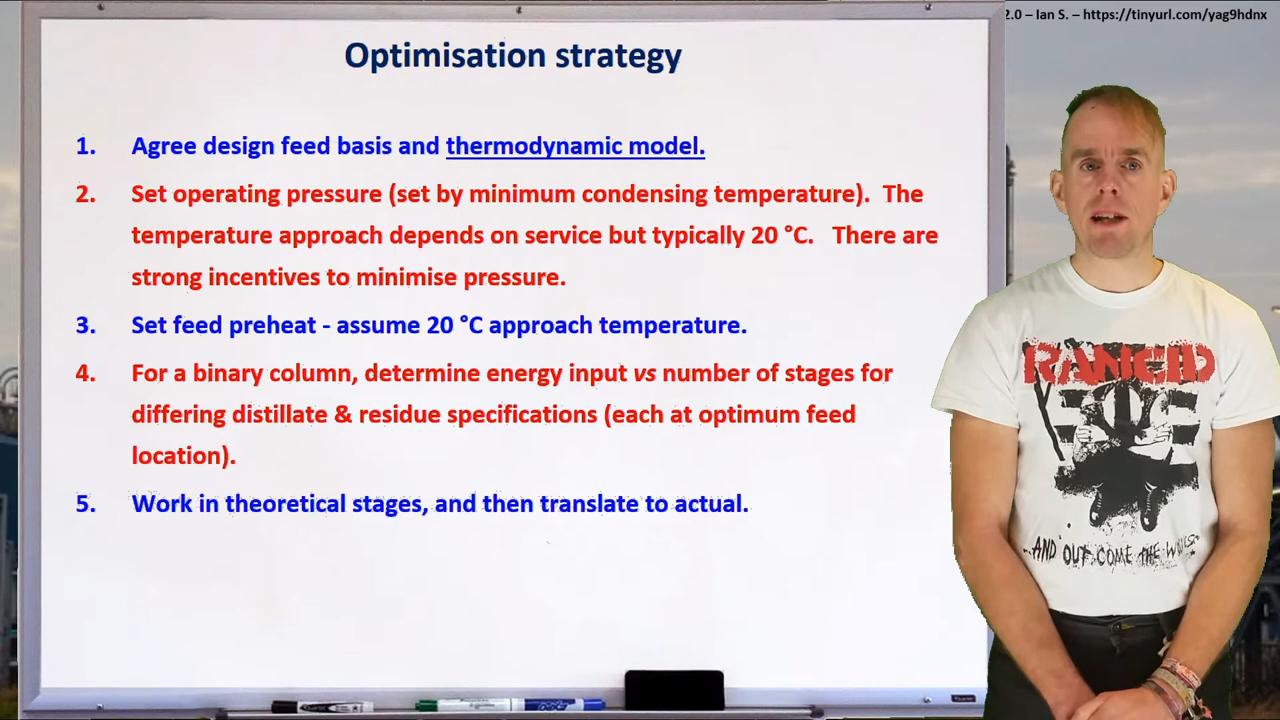 2.0 – Ian S. – https://tinyurl.com/yag9hdnx
Optimisation strategy
1. Agree design feed basis and thermodynamic model.
2. Set operating pressure (set by minimum condensing temperature). The
temperature approach depends on service but typically 20 °C. There are
strong incentives to minimise pressure.
3. Set feed preheat - assume 20 °C approach temperature.
4. For a binary column, determine energy input vs number of stages for
differing distillate & residue specifications (each at optimum feed
location).
5. Work in theoretical stages, and then translate to actual.
RANCID
...AND OUT COME THE